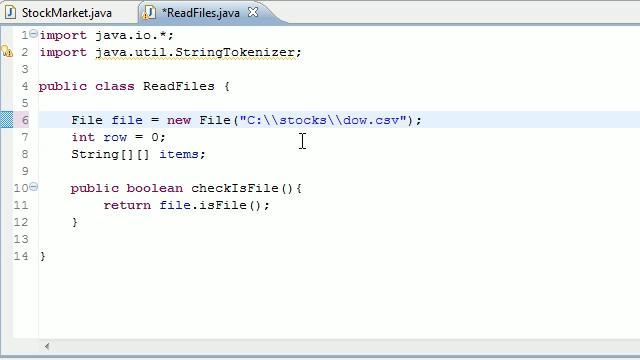 StockMarket.java *ReadFiles.java
1 import java.io.*;
2 import java.util.StringTokenizer;
3
4 public class ReadFiles {
5
6 File file = new File("C:\\stocks\\dow.csv");
7 int row = 0;
8 String[][] items;
9
10 public boolean checkIsFile(){
11 return file.isFile();
12 }
13
14 }